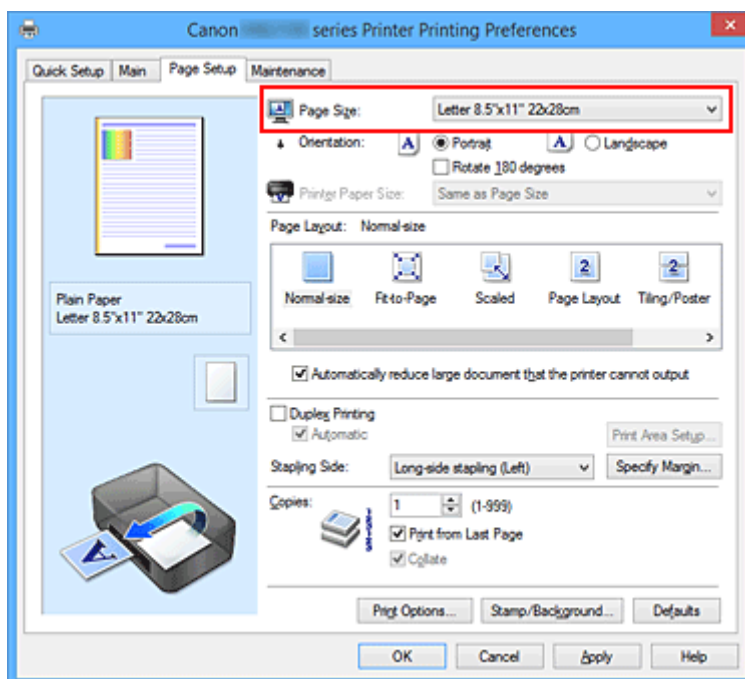 Canon series Printer Printing Preferences
Quick Setup Main Page Setup Maintenance
Page Size: Letter 8.5"x11" 22x28cm
Orientation: A Portrait A Landscape
Rotate 180 degrees
Printer Paper Size: Same as Page Size
Page Layout: Normal-size
2 2
Normal-size Fit-to-Page Scaled Page Layout Tiling/Poster
Plain Paper
Letter 8.5"x11" 22x28cm
Automatically reduce large document that the printer cannot output
Duplex Printing
Automatic Print Area Setup...
Stapling Side: Long-side stapling (Left) Specify Margin...
Copies: 1 (1-999)
Print from Last Page
Collate
A
Print Options... Stamp/Background... Defaults
OK Cancel Apply Help